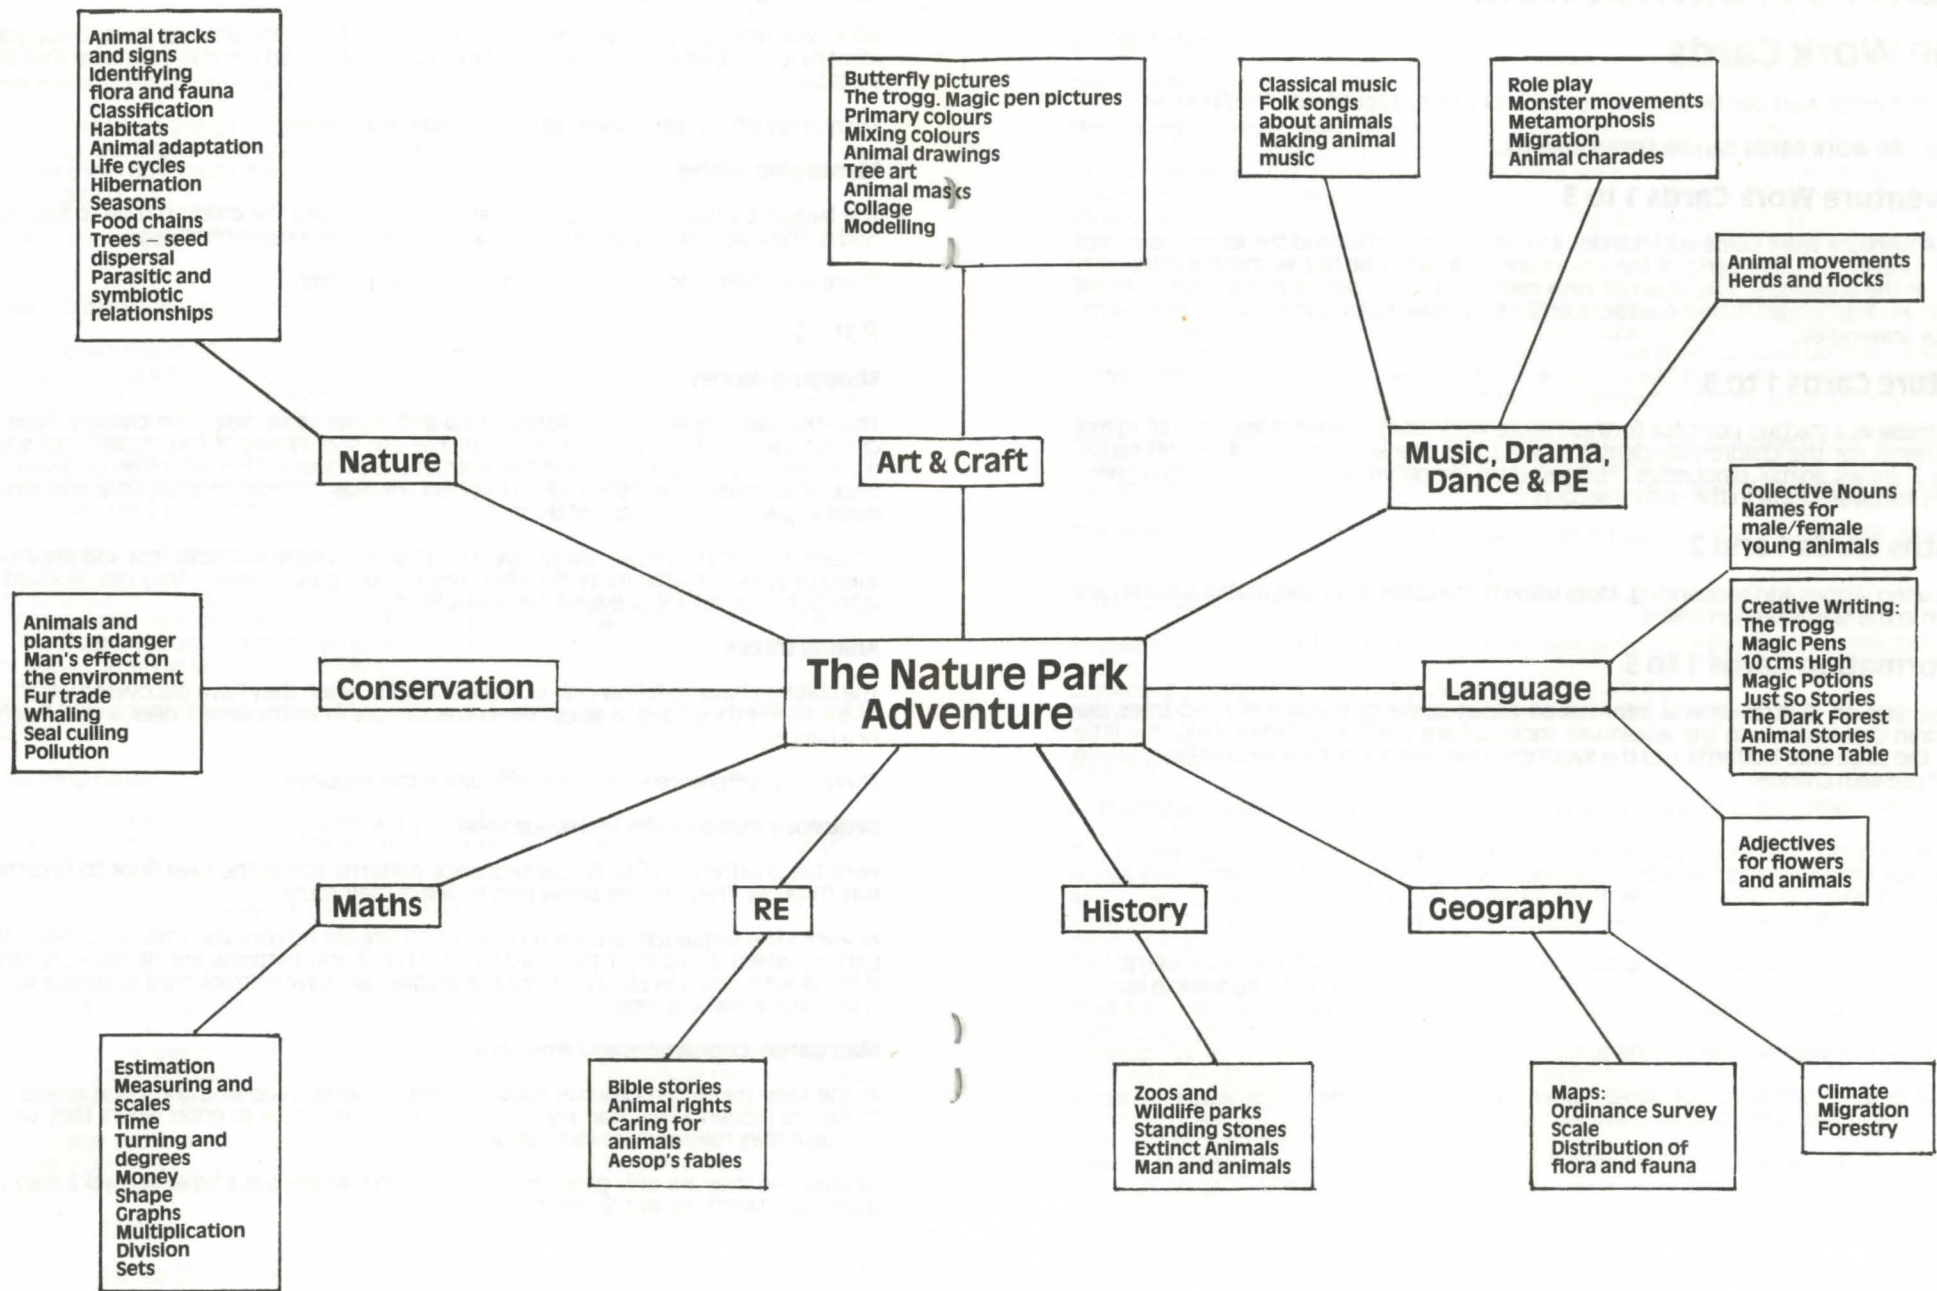 Animal tracks
and signs
Identifying
flora and fauna
Classification
Habitats
Animal adaptation
Life cycles
Hibernation
Seasons
Food chains
Trees – seed
dispersal
Parasitic and
symbiotic
relationships
Nature
Butterfly pictures
The trogg. Magic pen pictures
Primary colours
Mixing colours
Animal drawings
Tree art
Animal masks
Collage
Modelling
Art & Craft
Classical music
Folk songs
about animals
Making animal
music
Role play
Monster movements
Metamorphosis
Migration
Animal charades
Animal movements
Herds and flocks
Music, Drama,
Dance & PE
Animals and
plants in danger
Man's effect on
the environment
Fur trade
Whaling
Seal culling
Pollution
Conservation
The Nature Park
Adventure
Language
Collective Nouns
Names for
male/female
young animals
Creative Writing:
The Trogg
Magic Pens
10 cms High
Magic Potions
Just So Stories
The Dark Forest
Animal Stories
The Stone Table
Adjectives
for flowers
and animals
Maths
Estimation
Measuring and
scales
Time
Turning and
degrees
Money
Shape
Graphs
Multiplication
Division
Sets
RE
Bible stories
Animal rights
Caring for
animals
Aesop's fables
History
Zoos and
Wildlife parks
Standing Stones
Extinct Animals
Man and animals
Geography
Maps:
Ordinance Survey
Scale
Distribution of
flora and fauna
Climate
Migration
Forestry